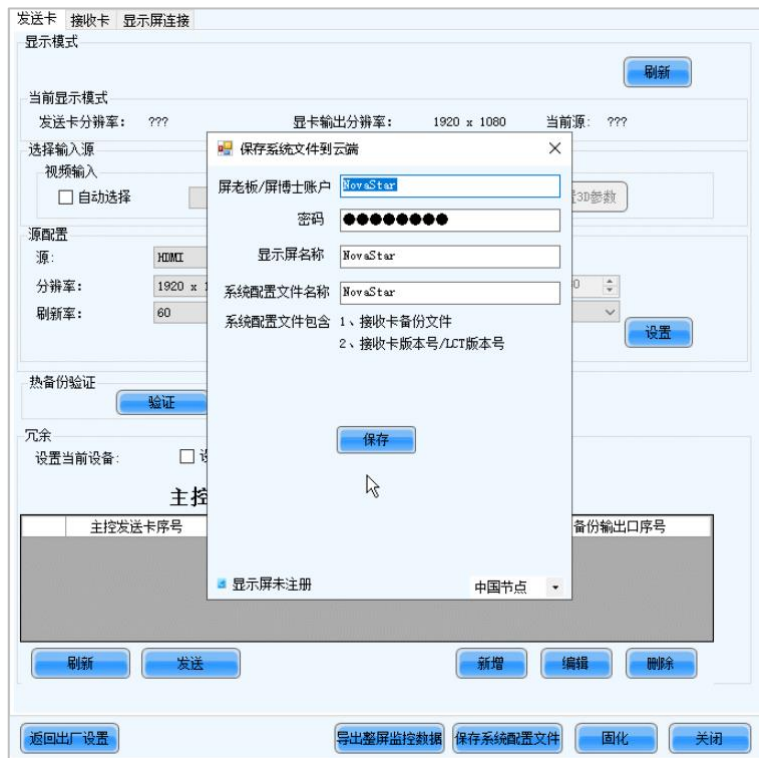 发送卡 接收卡 显示屏连接
显示模式
刷新
当前显示模式
发送卡分辨率: ??? 显卡输出分辨率: 1920 x 1080 当前源: ???
选择输入源
视频输入
自动选择
3D参数
源配置
源: HDMI
分辨率: 1920 x
刷新率: 60
设置
热备份验证
验证
冗余
设置当前设备:
主控
主控发送卡序号 备份输出口序号
刷新 发送 新增 编辑 删除
返回出厂设置 导出整屏监控数据 保存系统配置文件 固化 关闭
保存系统文件到云端
屏老板/屏博士账户 NovaStar
密码 ●●●●●●●●
显示屏名称 NovaStar
系统配置文件名称 NovaStar
系统配置文件包含 1、接收卡备份文件
2、接收卡版本号/LCT版本号
保存
显示屏未注册 中国节点